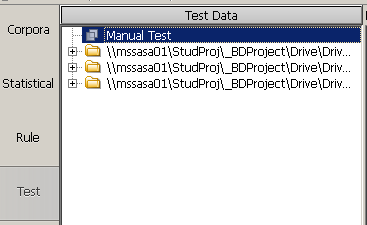 Test Data
Corpora
Manual Test
\\mssasa01\StudProj\_BDProject\Drive\Driv...
\\mssasa01\StudProj\_BDProject\Drive\Driv...
Statistical
\\mssasa01\StudProj\_BDProject\Drive\Driv...
Rule
Test